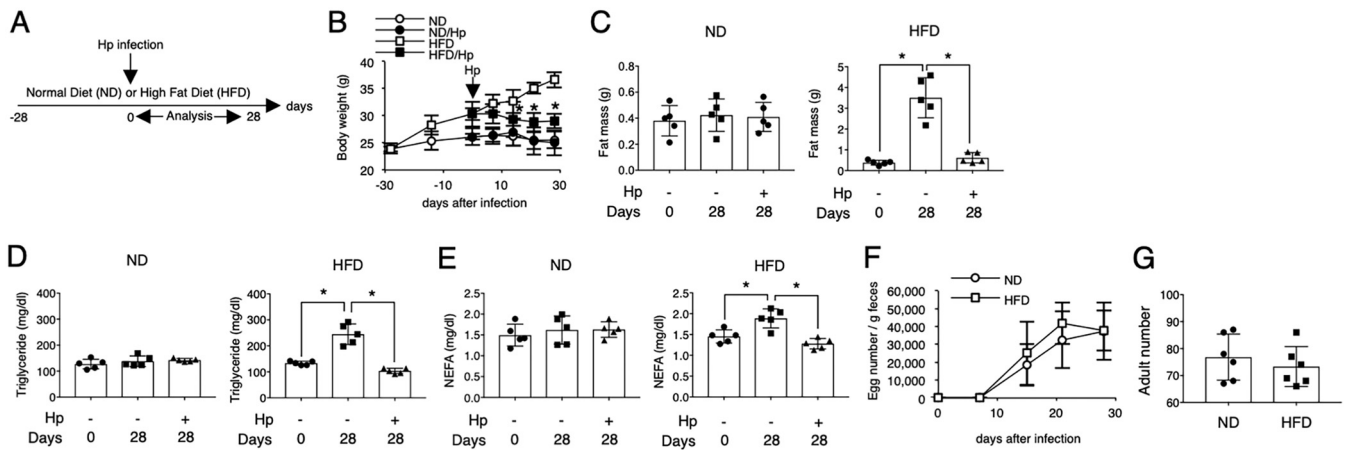 A
Hp infection
Normal Diet (ND) or High Fat Diet (HFD)
days
-28
0
Analysis
28
B
ND
ND/Hp
HFD
HFD/Hp
Hp
40
35
30
25
20
Body weight (g)
* * *
-30 -10 10 30
days after infection
C
ND
Fat mass (g)
0.8
0.6
0.4
0.2
0.0
Hp - - +
Days 0 28 28
HFD
Fat mass (g)
5
4
3
2
1
0
* *
- - +
0 28 28
Hp
Days
D
ND
Triglyceride (mg/dl)
400
300
200
100
0
Hp - - +
Days 0 28 28
HFD
Triglyceride (mg/dl)
400
300
200
100
0
* *
- - +
0 28 28
Hp
Days
E
ND
NEFA (mg/dl)
2.5
2.0
1.5
1.0
0.5
0.0
Hp - - +
Days 0 28 28
HFD
NEFA (mg/dl)
2.5
2.0
1.5
1.0
0.5
0.0
* *
- - +
0 28 28
Hp
Days
F
ND
HFD
Egg number / g feces
60,000
50,000
40,000
30,000
20,000
10,000
0
0 10 20 30
days after infection
G
Adult number
100
90
80
70
60
ND HFD